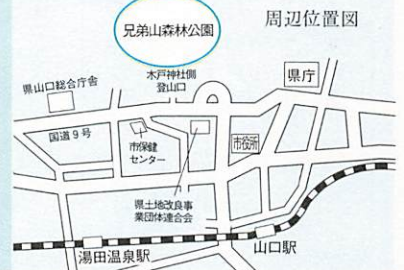 周辺位置図
兄弟山森林公園
木戸神社側
登山口
県庁
県山口総合庁舎
国道9号
市保健
センター
市役所
県土地改良事
業団体連合会
湯田温泉駅
山口駅